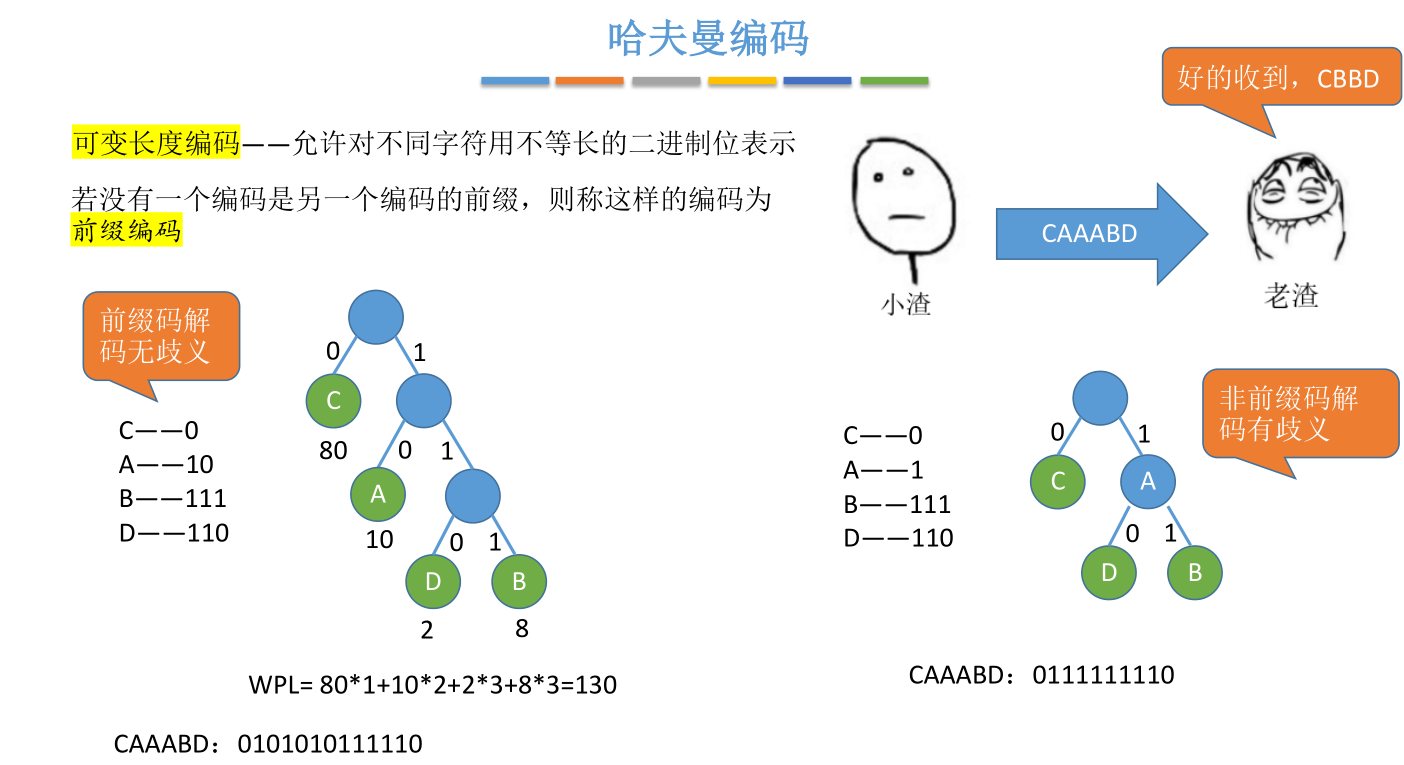 哈夫曼编码
好的收到，CBBD
可变长度编码——允许对不同字符用不等长的二进制位表示
若没有一个编码是另一个编码的前缀，则称这样的编码为
前缀编码
CAAABD
小渣
老渣
前缀码解
码无歧义
C——0
A——10
B——111
D——110
0
1
C
80
0
1
A
10
0
1
D
B
2
8
WPL= 80*1+10*2+2*3+8*3=130
CAAABD：0101010111110
非前缀码解
码有歧义
C——0
A——1
B——111
D——110
0
1
C
A
0
1
D
B
CAAABD：0111111110